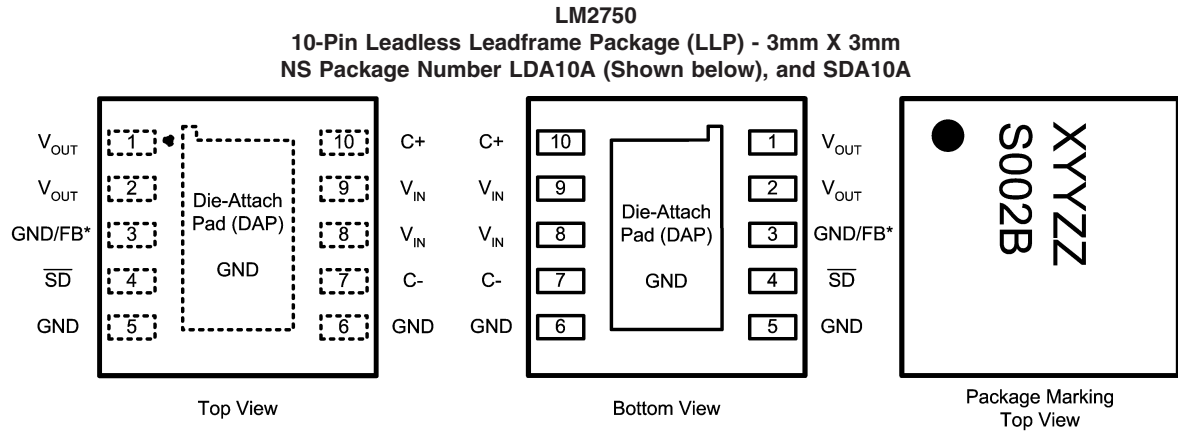 LM2750
10-Pin Leadless Leadframe Package (LLP) - 3mm X 3mm
NS Package Number LDA10A (Shown below), and SDA10A
VOUT 1 10 C+
VOUT 2 9 VIN
GND/FB* 3 8 VIN
SD 4 7 C-
GND 5 6 GND
Die-Attach
Pad (DAP)
GND
Top View
C+ 10 1 VOUT
VIN 9 2 VOUT
VIN 8 3 GND/FB*
C- 7 4 SD
GND 6 5 GND
Die-Attach
Pad (DAP)
GND
Bottom View
XYYZZ
S002B
Package Marking
Top View